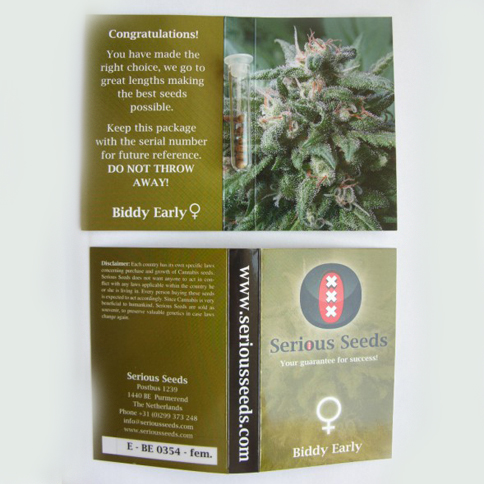 Congratulations!
You have made the
right choice, we go to
great lengths making
the best seeds
possible.
Keep this package
with the serial number
for future reference.
DO NOT THROW
AWAY!
Biddy Early♀
Disclaimer: Each country has its own specific laws
concerning purchase and growth of Cannabis seeds.
Serious Seeds does not want anyone to act in con-
flict with any laws applicable within the country he
or she is living in. Every person buying these seeds
is expected to act accordingly. Since Cannabis is very
beneficial to humankind, Serious Seeds are sold as
souvenir, to preserve valuable genetics in case laws
change again.
Serious Seeds
Postbus 1239
1440 BE Purmerend
The Netherlands
Phone +31 (0)299 373 248
info@seriousseeds.com
www.seriousseeds.com
E - BE 0354 - fem.
www.seriousseeds.com
Serious Seeds
Your guarantee for success!
♀
Biddy Early